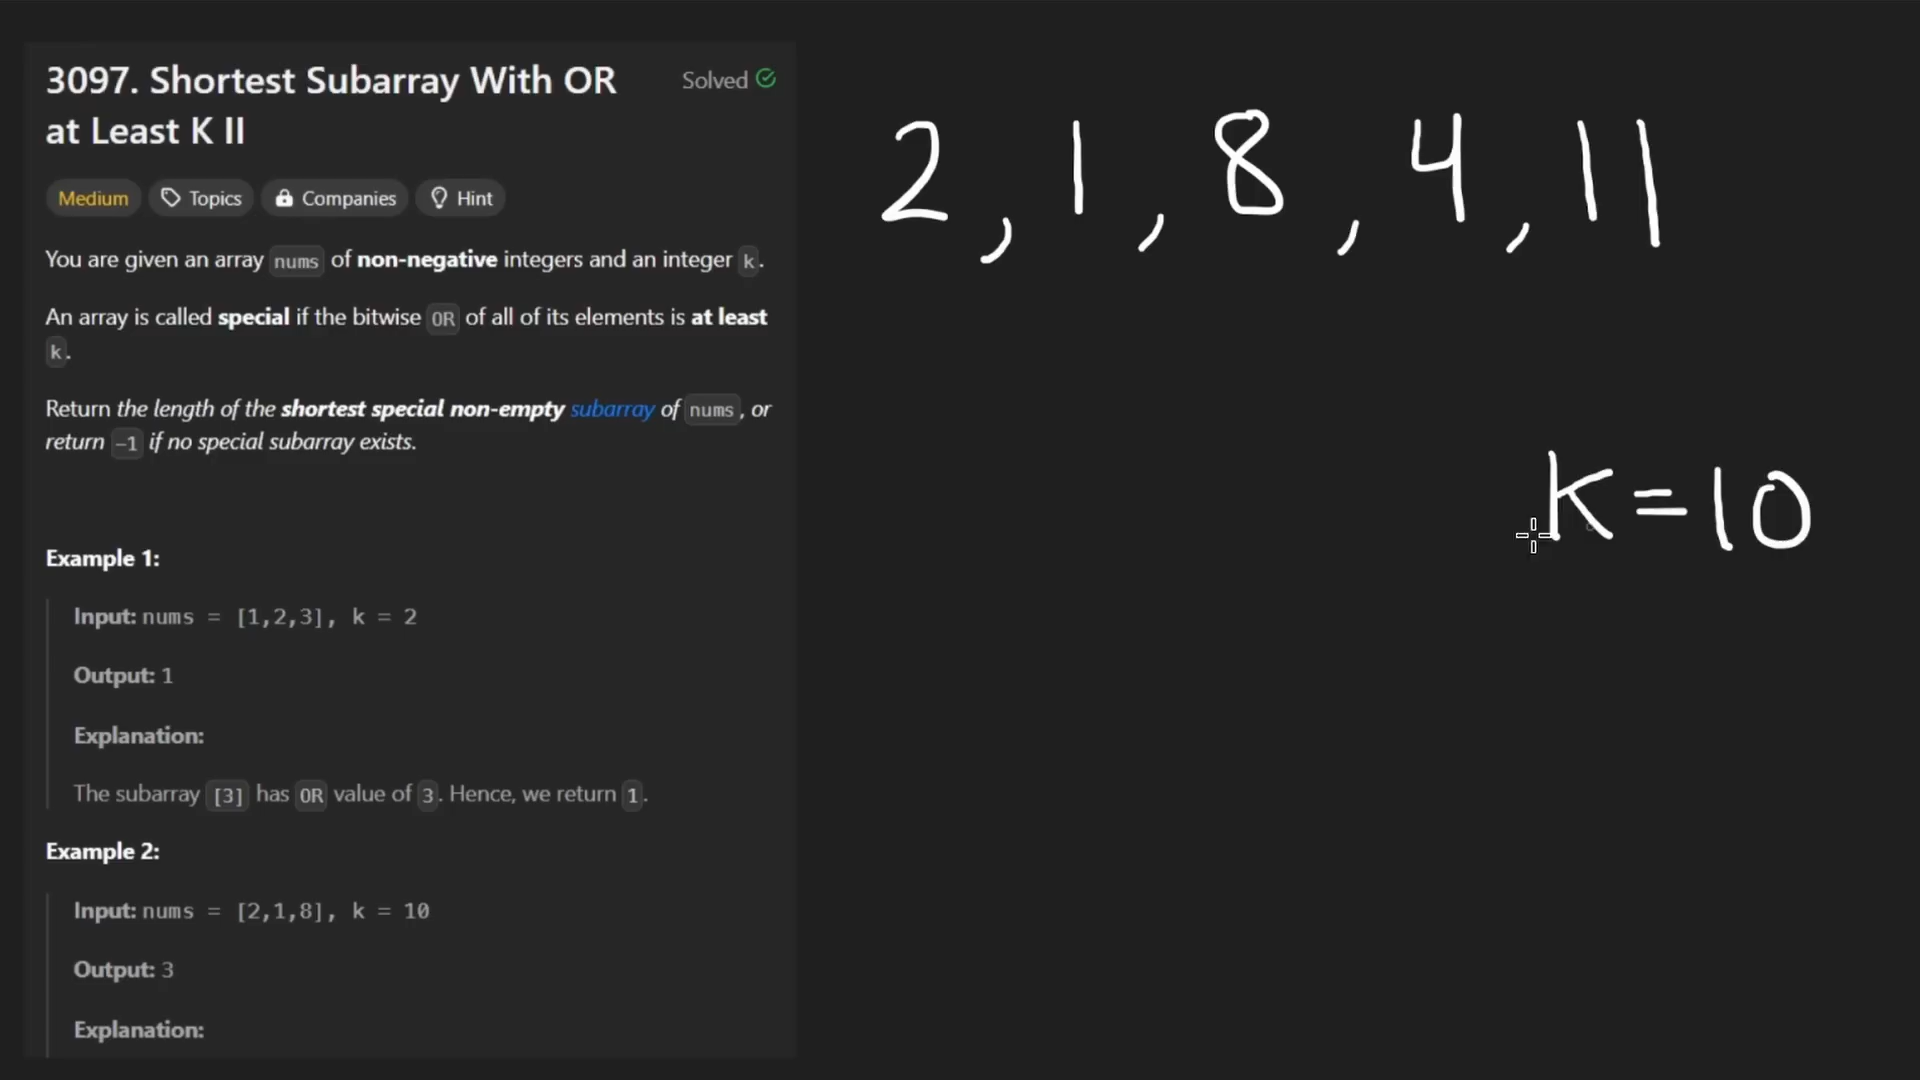 3097. Shortest Subarray With OR
at Least K II
Solved
Medium Topics Companies Hint
You are given an array nums of non-negative integers and an integer k.
An array is called special if the bitwise OR of all of its elements is at least
k.
Return the length of the shortest special non-empty subarray of nums, or
return -1 if no special subarray exists.
Example 1:
Input: nums = [1,2,3], k = 2
Output: 1
Explanation:
The subarray [3] has OR value of 3. Hence, we return 1.
Example 2:
Input: nums = [2,1,8], k = 10
Output: 3
Explanation:
2, 1, 8, 4, 11
k=10